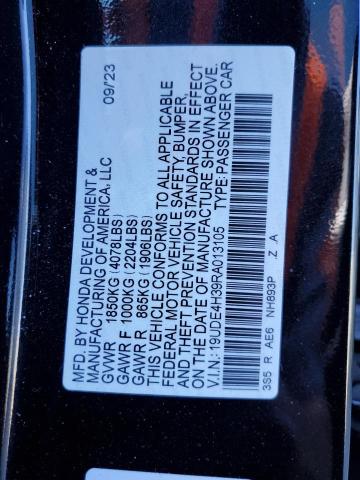 MFD. BY HONDA DEVELOPMENT & 09/23
MANUFACTURING OF AMERICA, LLC
GVWR 1850KG (4078LBS)
GAWR F 1000KG (2204LBS)
GAWR R 865KG (1906LBS)
THIS VEHICLE CONFORMS TO ALL APPLICABLE
FEDERAL MOTOR VEHICLE SAFETY, BUMPER,
AND THEFT PREVENTION STANDARDS IN EFFECT
ON THE DATE OF MANUFACTURE SHOWN ABOVE.
V.I.N.: 19UDE4H39RA013105 TYPE: PASSENGER CAR
3S5 R AE6 NH893P Z .A